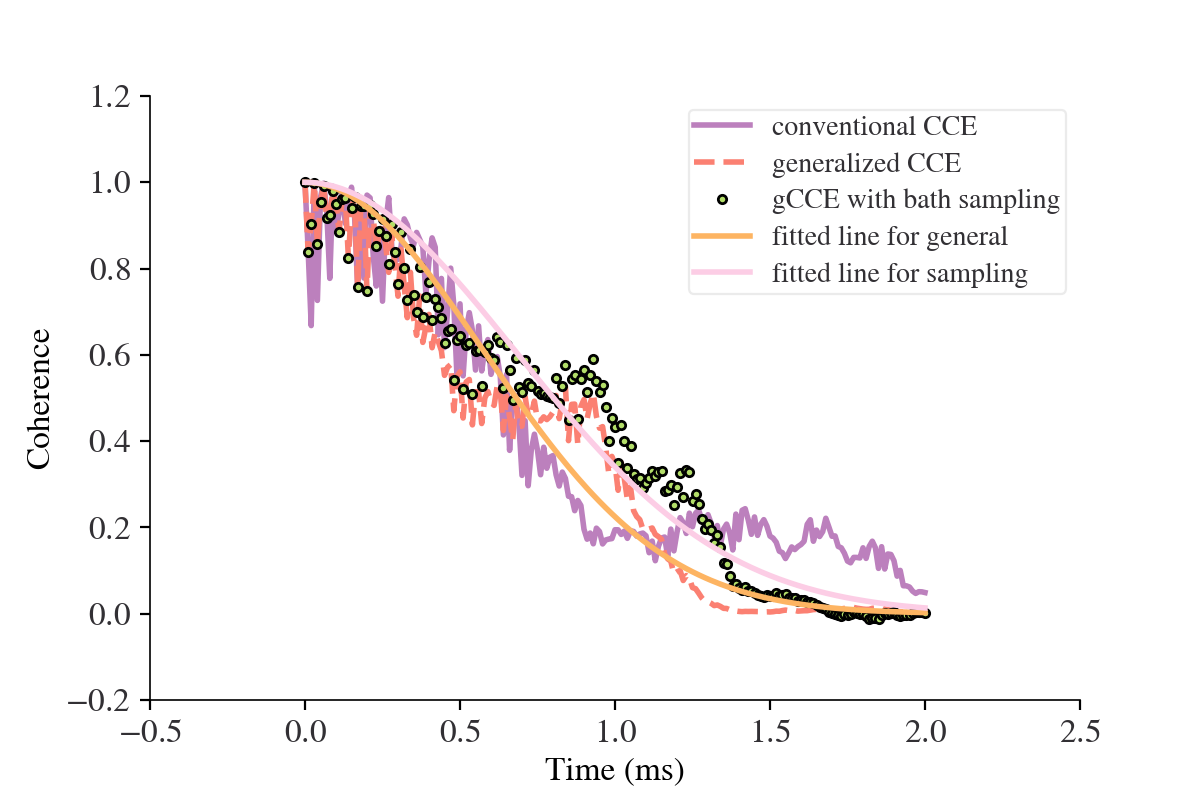 1.2
1.0
0.8
0.6
0.4
0.2
0.0
−0.2
Coherence
conventional CCE
generalized CCE
gCCE with bath sampling
fitted line for general
fitted line for sampling
−0.5 0.0 0.5 1.0 1.5 2.0 2.5
Time (ms)